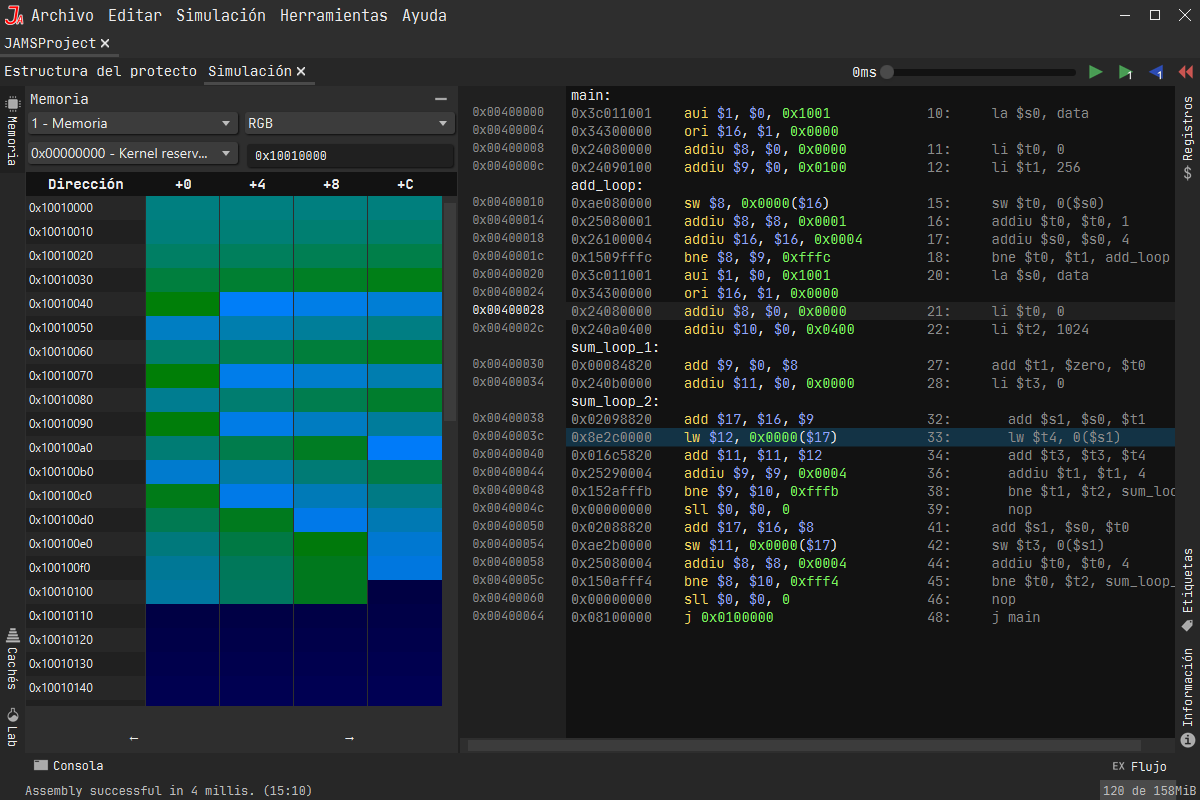 JA Archivo Editar Simulación Herramientas Ayuda
JAMSProject
Estructura del protecto Simulación
0ms
1 1
Memoria
Memoria
1 - Memoria RGB
0x00000000 - Kernel reserv... 0x10010000
Dirección +0 +4 +8 +C
0x10010000
0x10010010
0x10010020
0x10010030
0x10010040
0x10010050
0x10010060
0x10010070
0x10010080
0x10010090
0x100100a0
0x100100b0
0x100100c0
0x100100d0
0x100100e0
0x100100f0
0x10010100
0x10010110
0x10010120
0x10010130
0x10010140
← →
Cachés
Lab
main:
0x00400000 0x3c011001 aui $1, $0, 0x1001 10: la $s0, data
0x00400004 0x34300000 ori $16, $1, 0x0000
0x00400008 0x24080000 addiu $8, $0, 0x0000 11: li $t0, 0
0x0040000c 0x24090100 addiu $9, $0, 0x0100 12: li $t1, 256
add_loop:
0x00400010 0xae080000 sw $8, 0x0000($16) 15: sw $t0, 0($s0)
0x00400014 0x25080001 addiu $8, $8, 0x0001 16: addiu $t0, $t0, 1
0x00400018 0x26100004 addiu $16, $16, 0x0004 17: addiu $s0, $s0, 4
0x0040001c 0x1509fffc bne $8, $9, 0xfffc 18: bne $t0, $t1, add_loop
0x00400020 0x3c011001 aui $1, $0, 0x1001 20: la $s0, data
0x00400024 0x34300000 ori $16, $1, 0x0000
0x00400028 0x24080000 addiu $8, $0, 0x0000 21: li $t0, 0
0x0040002c 0x240a0400 addiu $10, $0, 0x0400 22: li $t2, 1024
sum_loop_1:
0x00400030 0x00084820 add $9, $0, $8 27: add $t1, $zero, $t0
0x00400034 0x240b0000 addiu $11, $0, 0x0000 28: li $t3, 0
sum_loop_2:
0x00400038 0x02098820 add $17, $16, $9 32: add $s1, $s0, $t1
0x0040003c 0x8e2c0000 lw $12, 0x0000($17) 33: lw $t4, 0($s1)
0x00400040 0x016c5820 add $11, $11, $12 34: add $t3, $t3, $t4
0x00400044 0x25290004 addiu $9, $9, 0x0004 36: addiu $t1, $t1, 4
0x00400048 0x152afffb bne $9, $10, 0xfffb 38: bne $t1, $t2, sum_loo
0x0040004c 0x00000000 sll $0, $0, 0 39: nop
0x00400050 0x02088820 add $17, $16, $8 41: add $s1, $s0, $t0
0x00400054 0xae2b0000 sw $11, 0x0000($17) 42: sw $t3, 0($s1)
0x00400058 0x25080004 addiu $8, $8, 0x0004 44: addiu $t0, $t0, 4
0x0040005c 0x150afff4 bne $8, $10, 0xfff4 45: bne $t0, $t2, sum_loop_
0x00400060 0x00000000 sll $0, $0, 0 46: nop
0x00400064 0x08100000 j 0x0100000 48: j main
$ Registros
Etiquetas
Información
Consola
EX Flujo
Assembly successful in 4 millis. (15:10)
120 de 158MiB